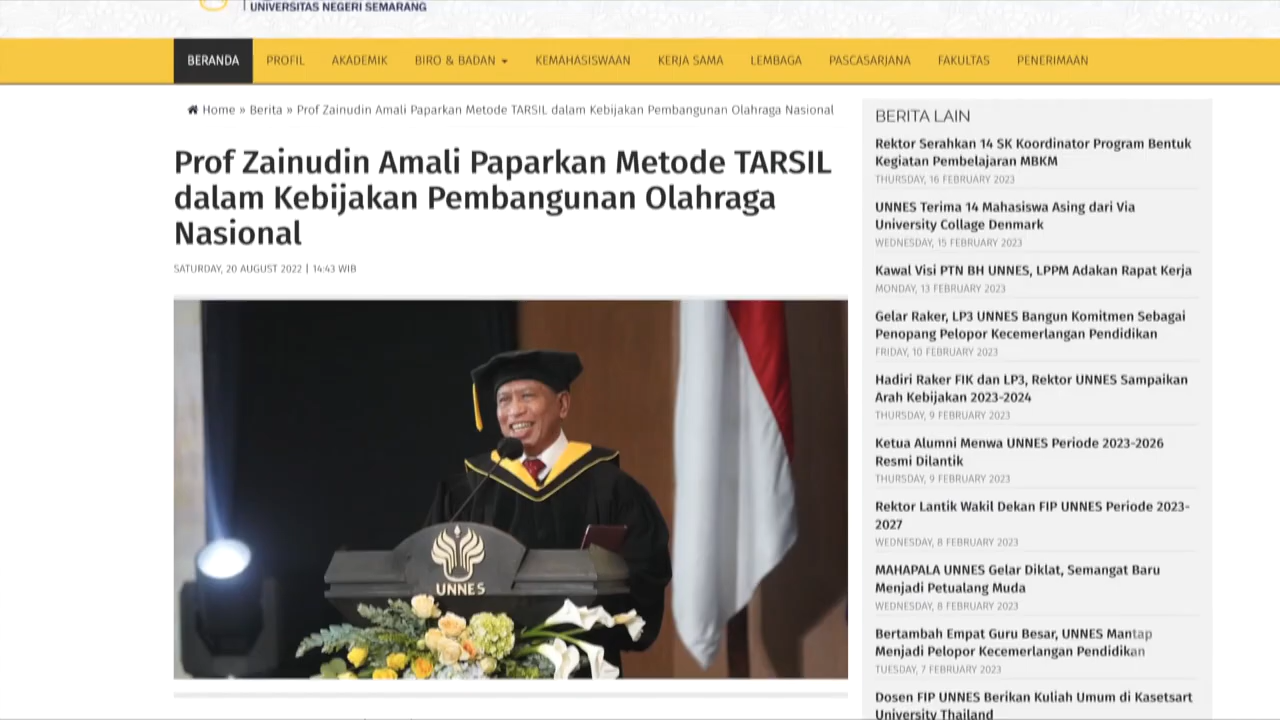 UNIVERSITAS NEGERI SEMARANG
BERANDA PROFIL AKADEMIK BIRO & BADAN KEMAHASISWAAN KERJA SAMA LEMBAGA PASCASARJANA FAKULTAS PENERIMAAN
Home » Berita » Prof Zainudin Amali Paparkan Metode TARSIL dalam Kebijakan Pembangunan Olahraga Nasional
Prof Zainudin Amali Paparkan Metode TARSIL
dalam Kebijakan Pembangunan Olahraga
Nasional
SATURDAY, 20 AUGUST 2022 | 14:43 WIB
UNNES
BERITA LAIN
Rektor Serahkan 14 SK Koordinator Program Bentuk
Kegiatan Pembelajaran MBKM
THURSDAY, 16 FEBRUARY 2023
UNNES Terima 14 Mahasiswa Asing dari Via
University Collage Denmark
WEDNESDAY, 15 FEBRUARY 2023
Kawal Visi PTN BH UNNES, LPPM Adakan Rapat Kerja
MONDAY, 13 FEBRUARY 2023
Gelar Raker, LP3 UNNES Bangun Komitmen Sebagai
Penopang Pelopor Kecemerlangan Pendidikan
FRIDAY, 10 FEBRUARY 2023
Hadiri Raker FIK dan LP3, Rektor UNNES Sampaikan
Arah Kebijakan 2023-2024
THURSDAY, 9 FEBRUARY 2023
Ketua Alumni Menwa UNNES Periode 2023-2026
Resmi Dilantik
THURSDAY, 9 FEBRUARY 2023
Rektor Lantik Wakil Dekan FIP UNNES Periode 2023-
2027
WEDNESDAY, 8 FEBRUARY 2023
MAHAPALA UNNES Gelar Diklat, Semangat Baru
Menjadi Petualang Muda
WEDNESDAY, 8 FEBRUARY 2023
Bertambah Empat Guru Besar, UNNES Mantap
Menjadi Pelopor Kecemerlangan Pendidikan
TUESDAY, 7 FEBRUARY 2023
Dosen FIP UNNES Berikan Kuliah Umum di Kasetsart
University Thailand